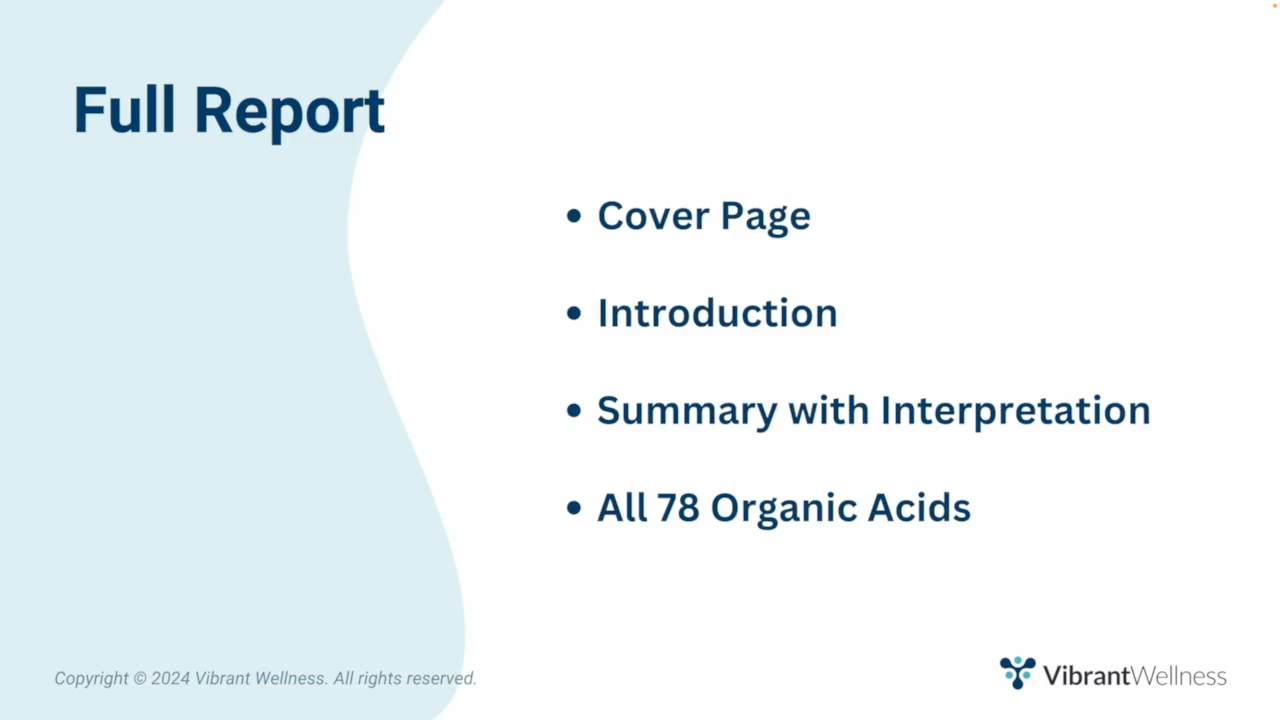 Full Report
• Cover Page
• Introduction
• Summary with Interpretation
• All 78 Organic Acids
Copyright © 2024 Vibrant Wellness. All rights reserved.
VibrantWellness